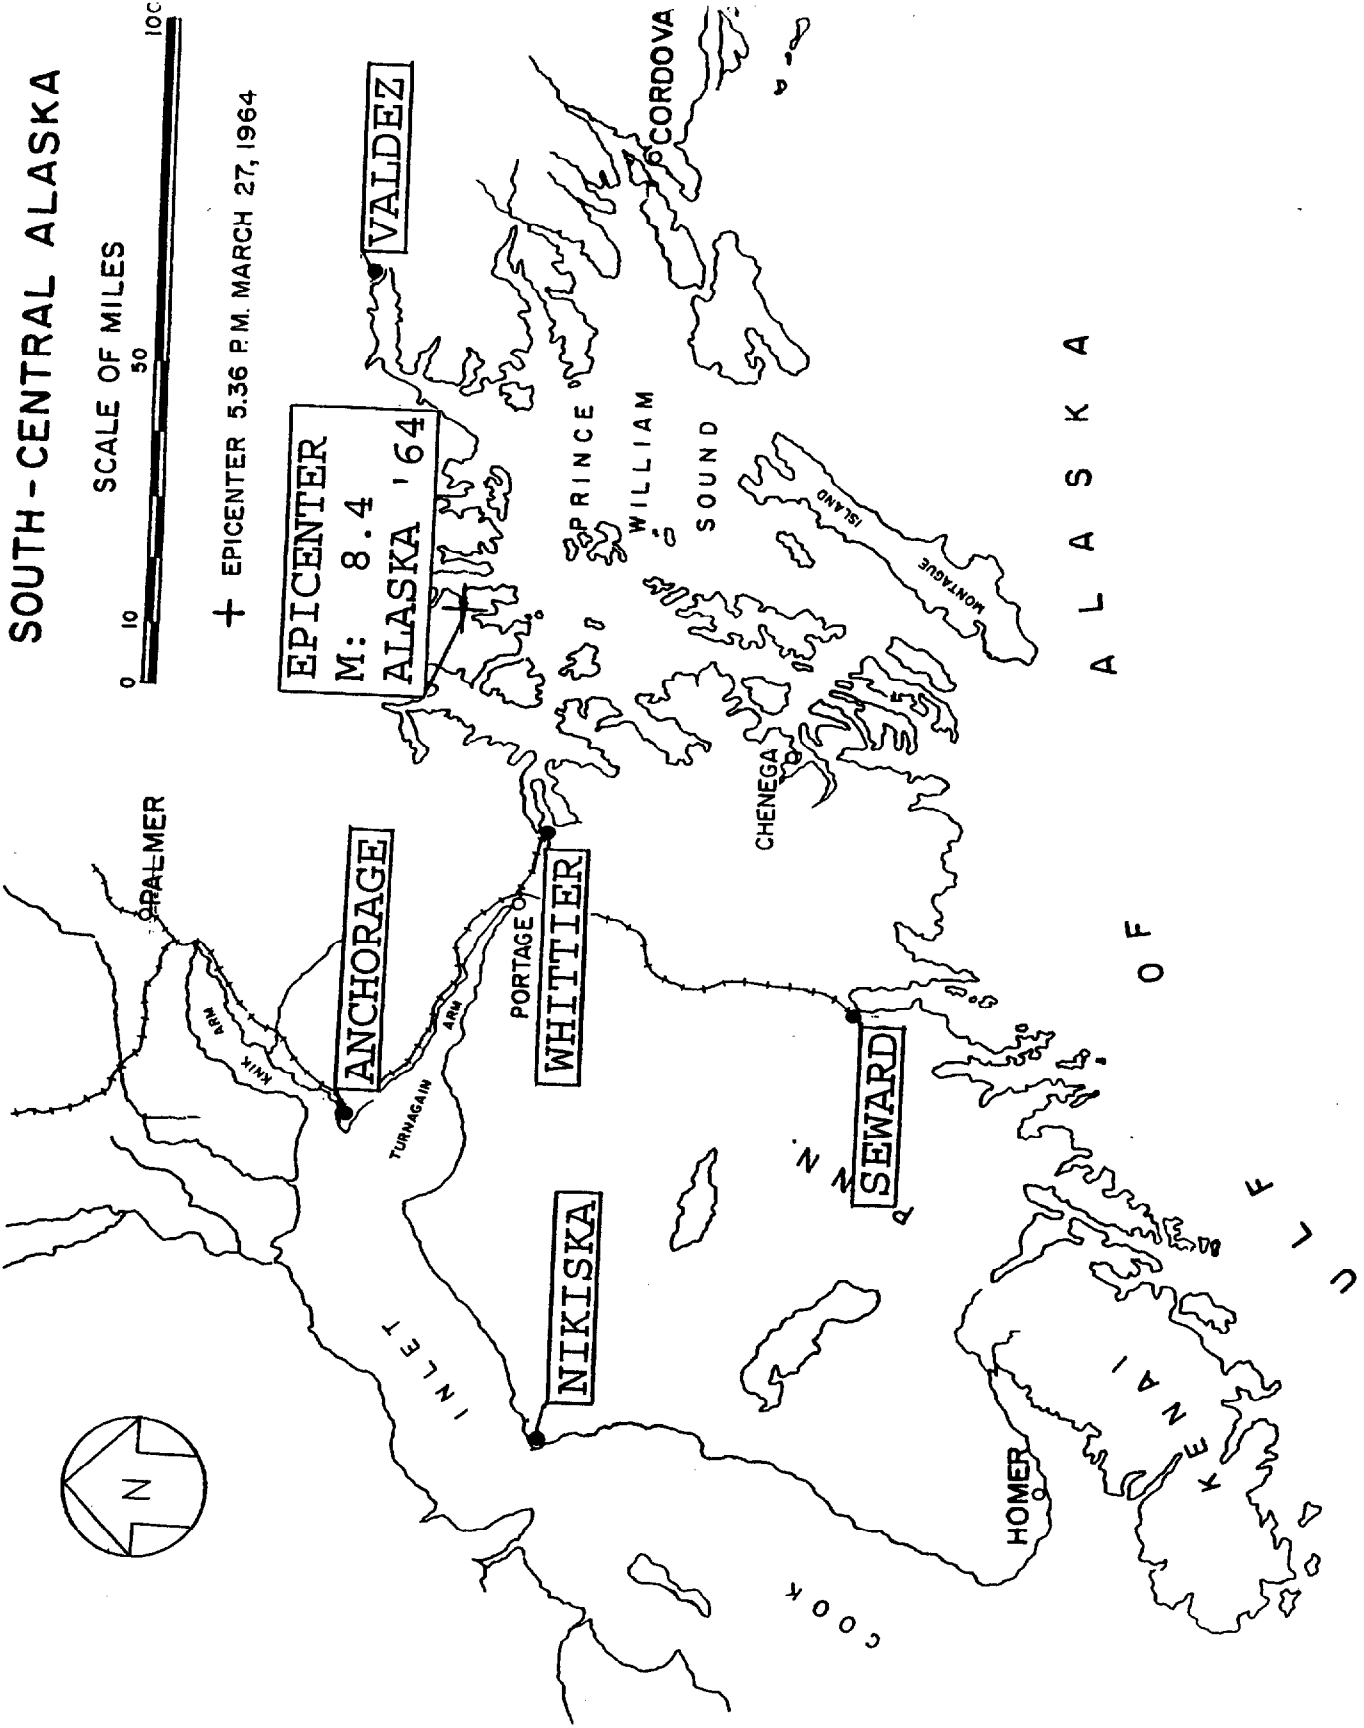 SOUTH-CENTRAL ALASKA
SCALE OF MILES
0 10 50 100
+ EPICENTER 5.36 P.M. MARCH 27, 1964
EPICENTER
M: 8.4
ALASKA '64
N
PALMER
ANCHORAGE
KNIK
ARM
TURNAGAIN
ARM
PORTAGE
WHITTIER
VALDEZ
CORDOVA
PRINCE
WILLIAM
SOUND
MONTAGUE
ISLAND
CHENEGA
SEWARD
NIKISKA
HOMER
COOK
INLET
KENAI
PNN.
GULF
OF
ALASKA